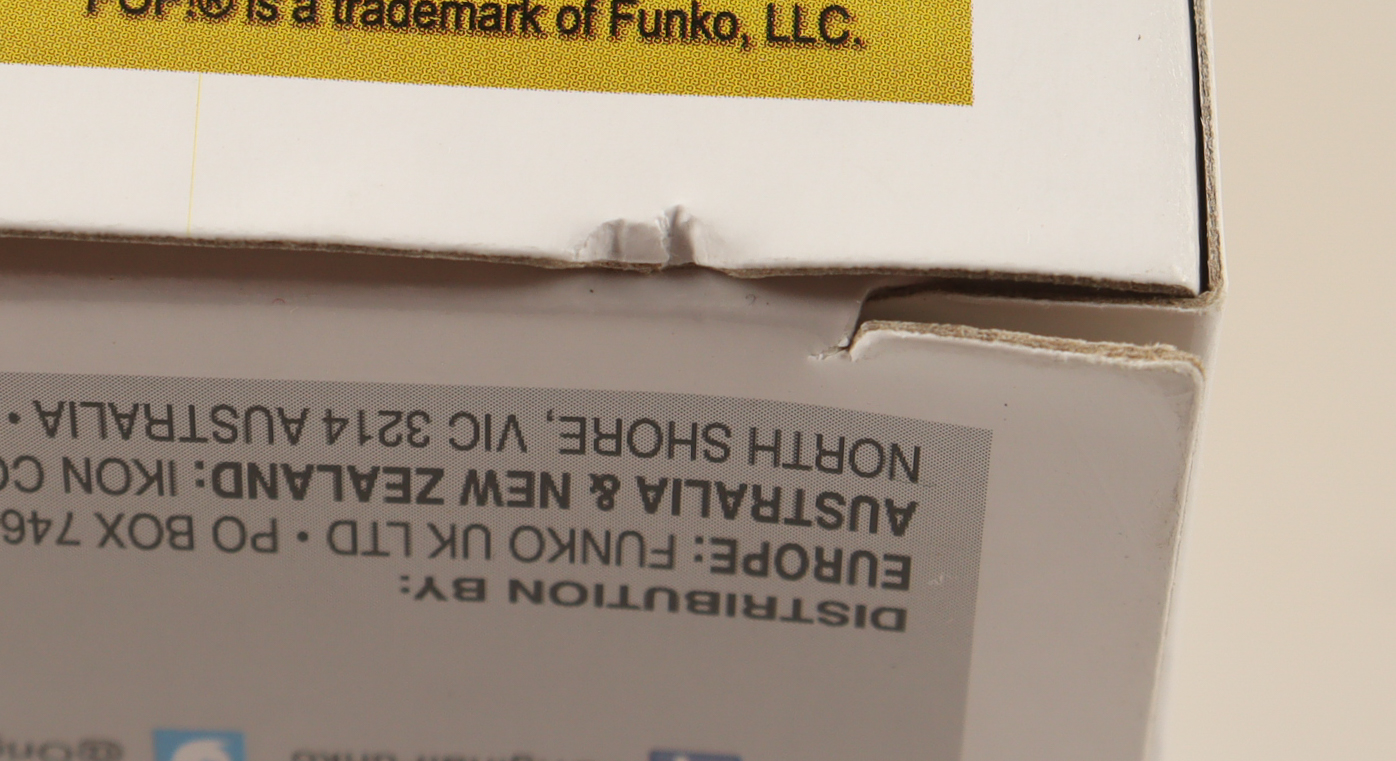 POP!® is a trademark of Funko, LLC.
DISTRIBUTION BY:
EUROPE: FUNKO UK LTD • PO BOX 746
AUSTRALIA & NEW ZEALAND: IKON CO
NORTH SHORE, VIC 3214 AUSTRALIA •